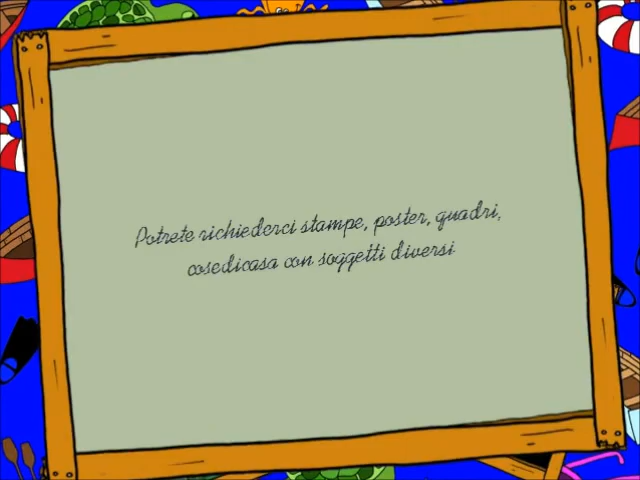 Potrete richiederci stampe, poster, quadri,
cosedicasa con soggetti diversi